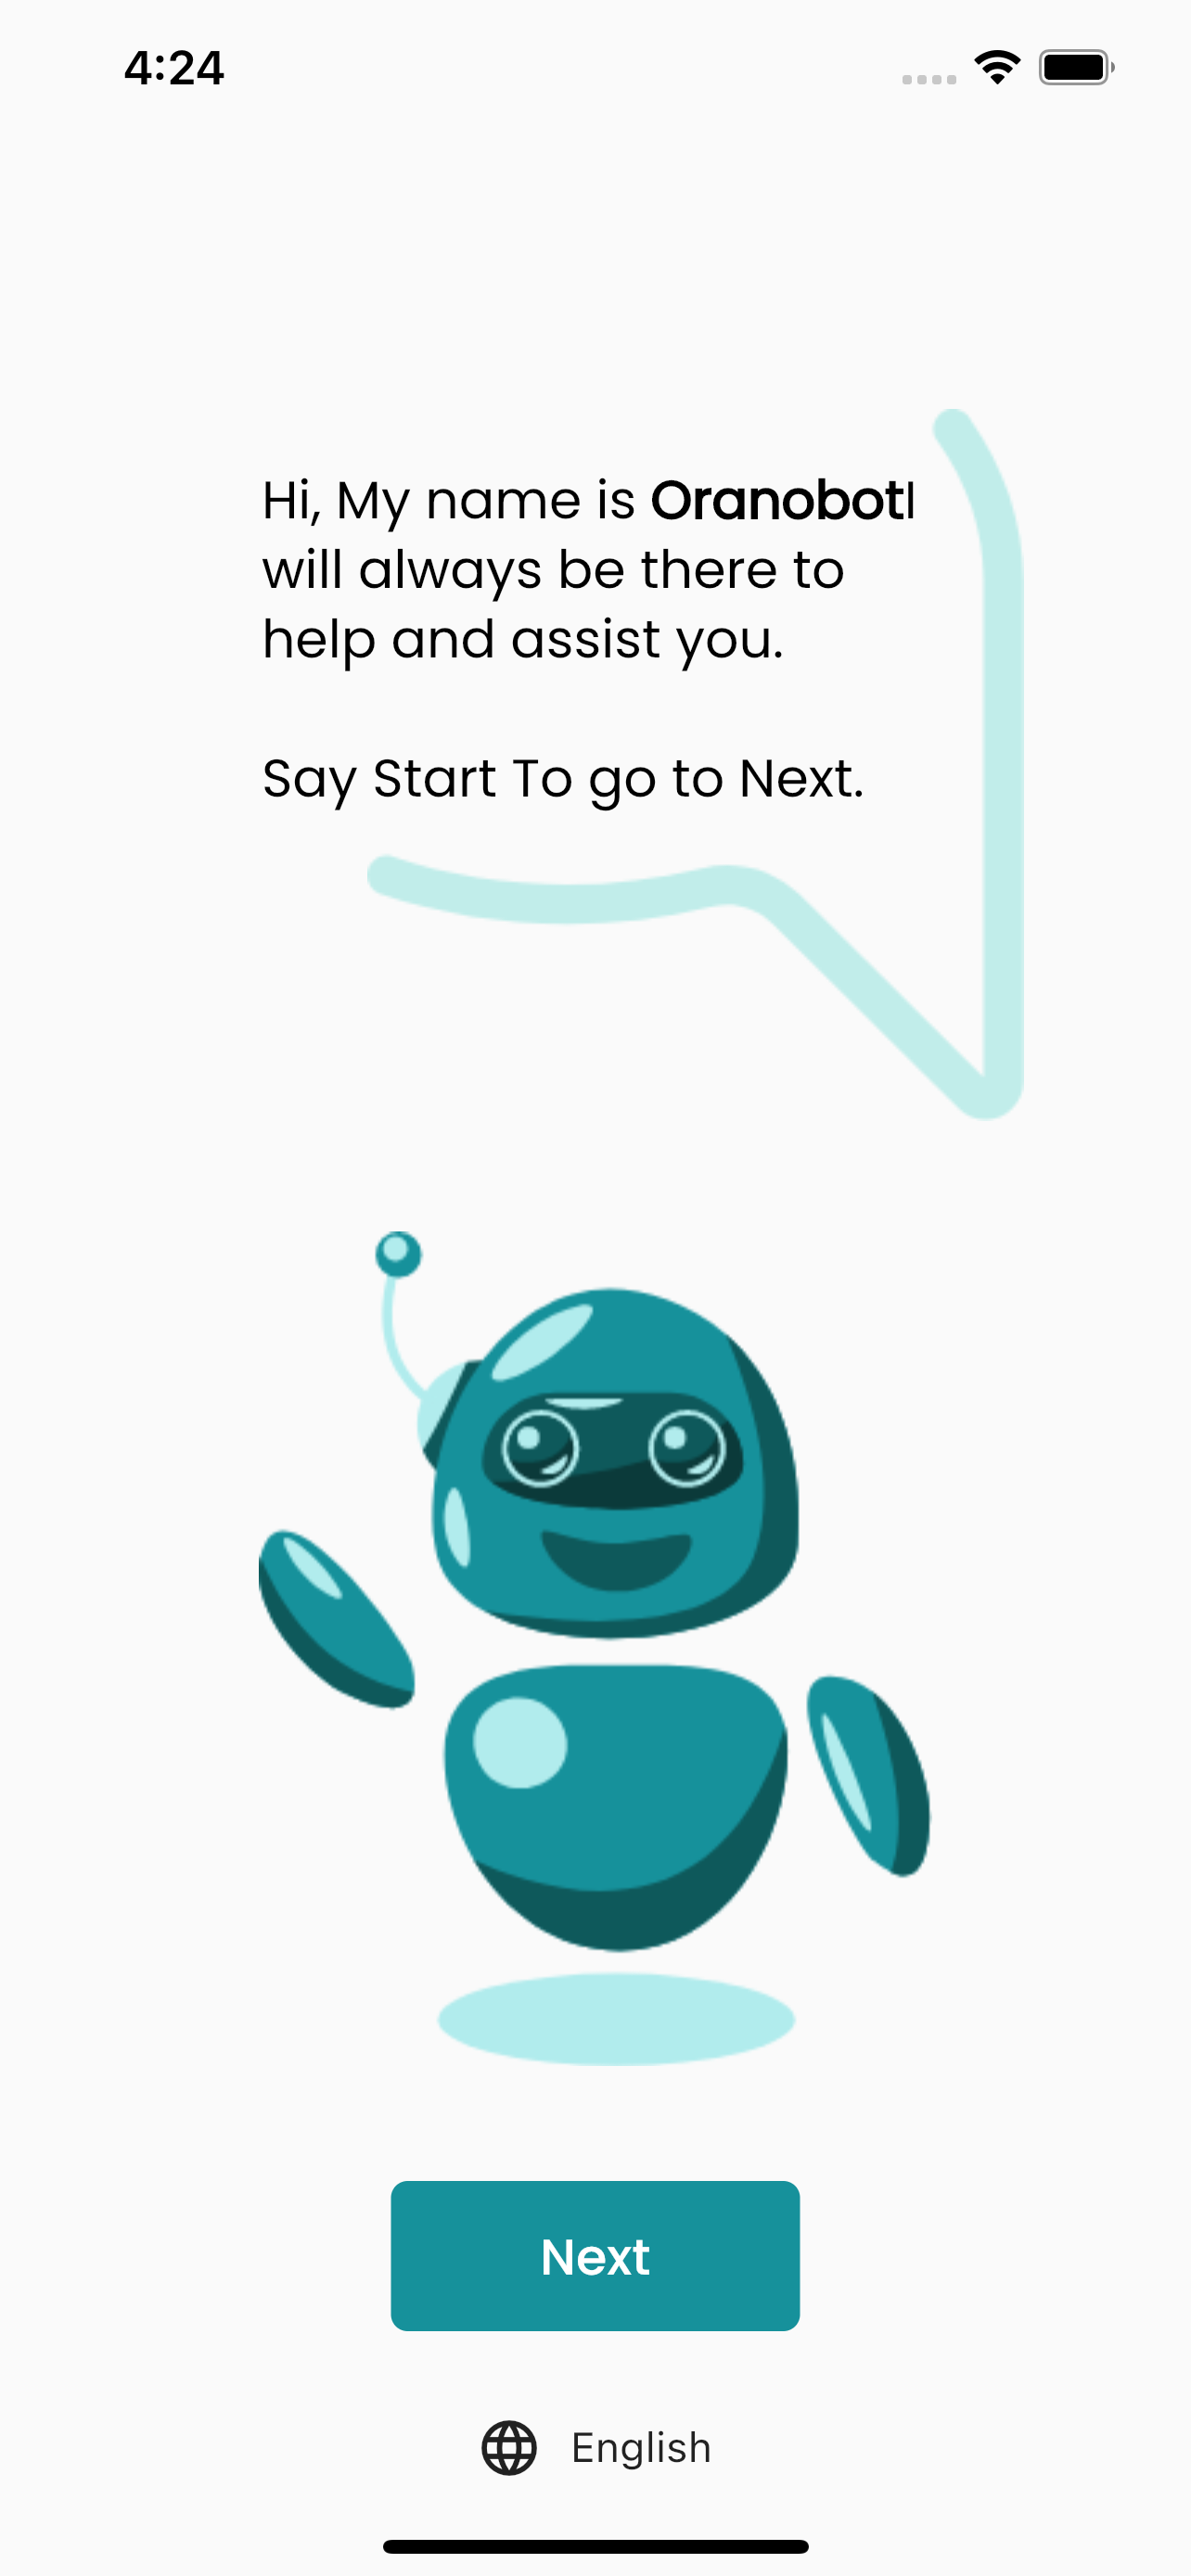 4:24
Hi, My name is OranobotI
will always be there to
help and assist you.
Say Start To go to Next.
Next
English